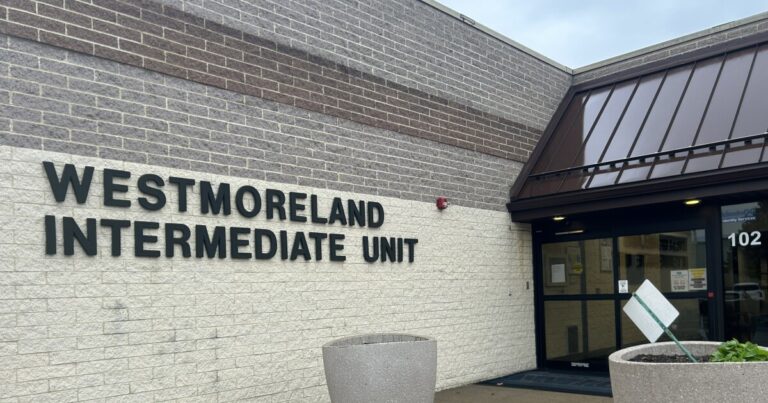 WESTMORELAND
INTERMEDIATE UNIT
102